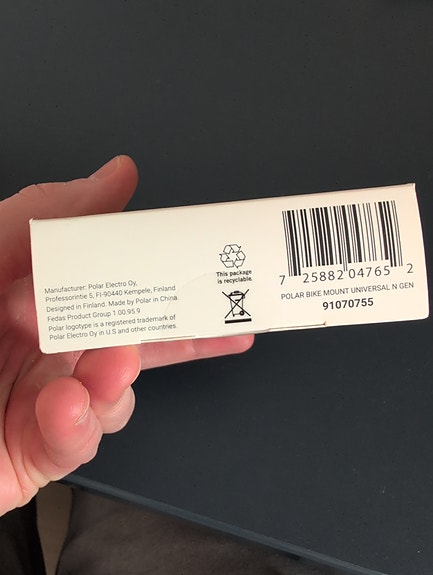 Manufacturer: Polar Electro Oy,
Professorintie 5, FI-90440 Kempele, Finland
Designed in Finland. Made by Polar in China.
Fedas Product Group 1.00.95.9
Polar logotype is a registered trademark of
Polar Electro Oy in U.S and other countries.
This package
is recyclable.
7 25882 04765 2
POLAR BIKE MOUNT UNIVERSAL N GEN
91070755